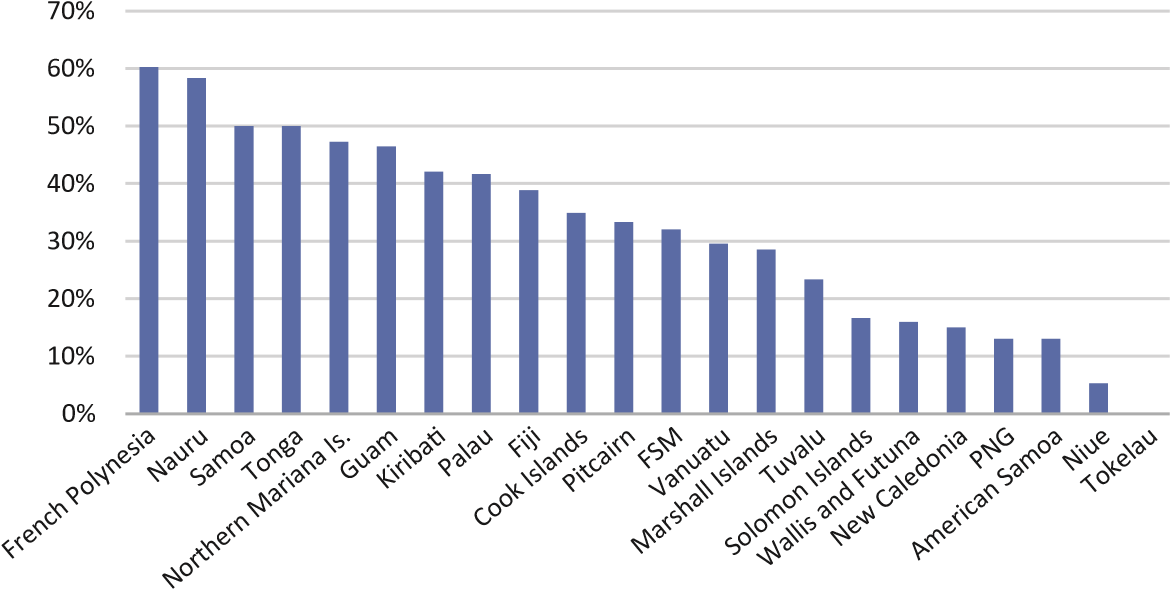 70%
60%
50%
40%
30%
20%
10%
0%
French Polynesia
Nauru
Samoa
Tonga
Northern Mariana Is.
Guam
Kiribati
Palau
Fiji
Cook Islands
Pitcairn
FSM
Vanuatu
Marshall Islands
Tuvalu
Solomon Islands
Wallis and Futuna
New Caledonia
PNG
American Samoa
Niue
Tokelau